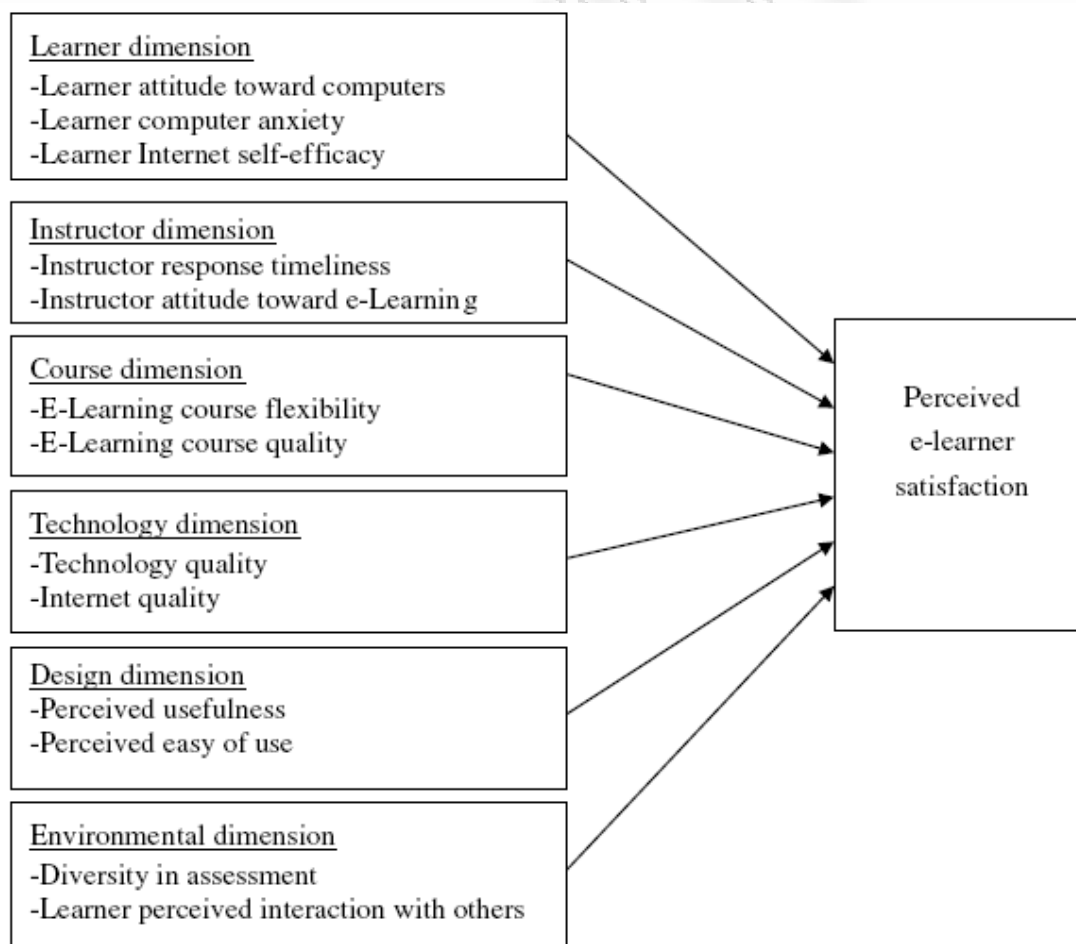 Learner dimension
-Learner attitude toward computers
-Learner computer anxiety
-Learner Internet self-efficacy
Instructor dimension
-Instructor response timeliness
-Instructor attitude toward e-Learning
Course dimension
-E-Learning course flexibility
-E-Learning course quality
Technology dimension
-Technology quality
-Internet quality
Design dimension
-Perceived usefulness
-Perceived easy of use
Environmental dimension
-Diversity in assessment
-Learner perceived interaction with others
Perceived
e-learner
satisfaction